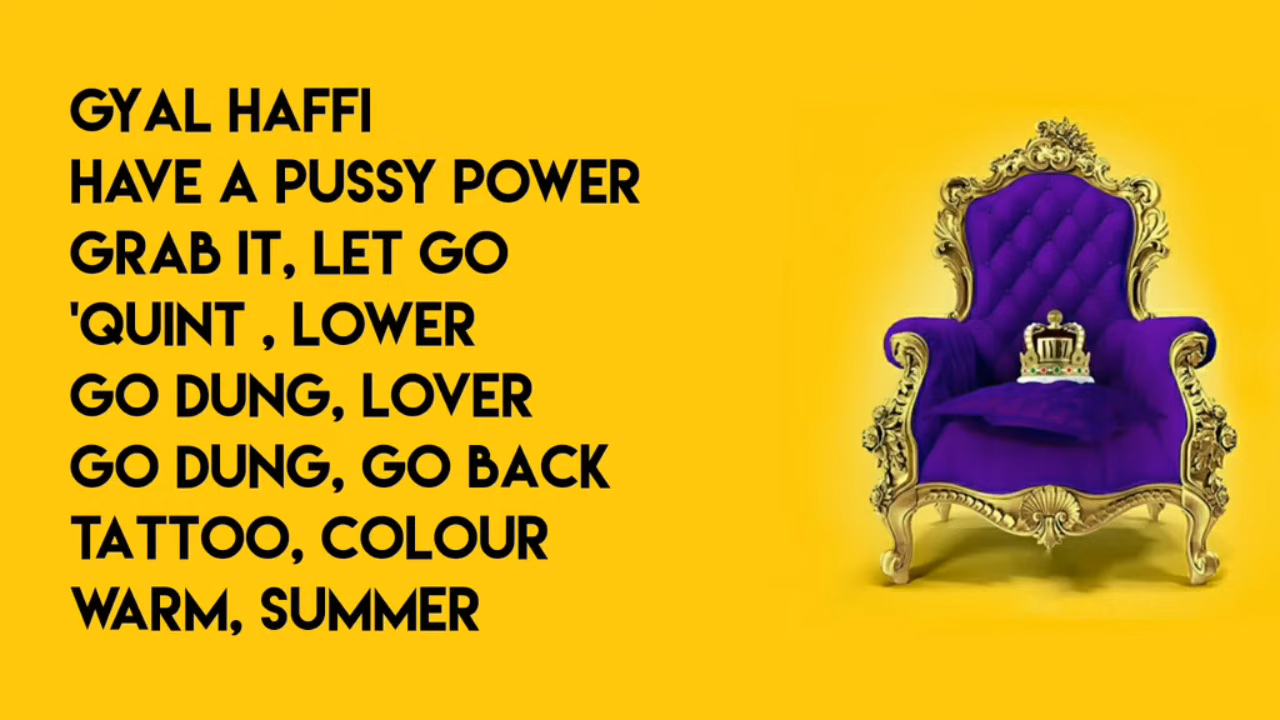 GYAL HAFFI
HAVE A PUSSY POWER
GRAB IT, LET GO
'QUINT , LOWER
GO DUNG, LOVER
GO DUNG, GO BACK
TATTOO, COLOUR
WARM, SUMMER